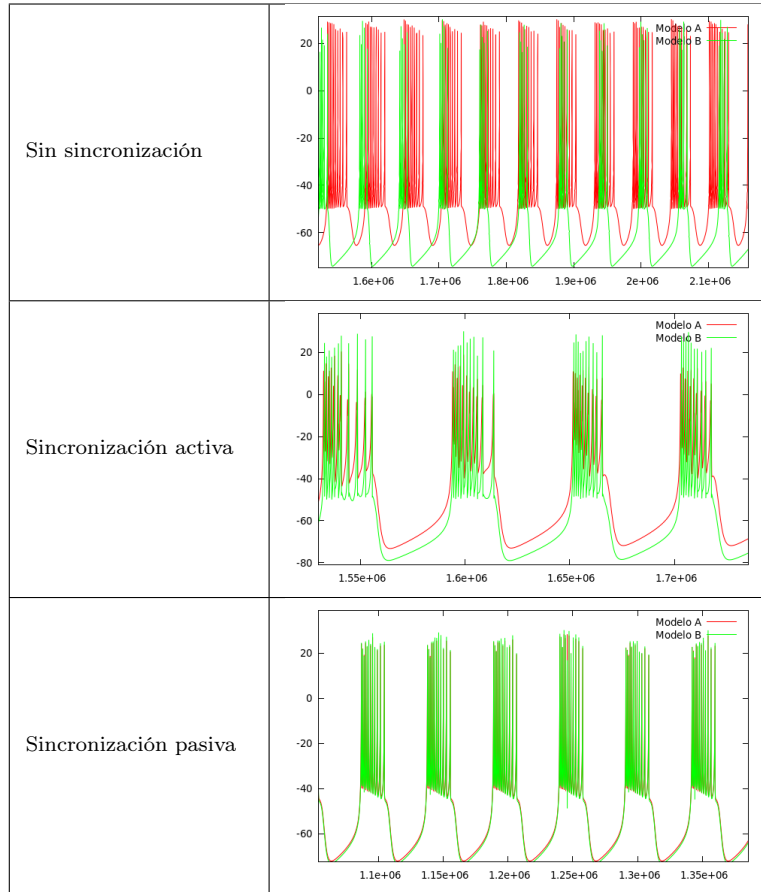 Sin sincronización
Modelo A
Modelo B
20
0
-20
-40
-60
1.6e+06 1.7e+06 1.8e+06 1.9e+06 2e+06 2.1e+06
Sincronización activa
Modelo A
Modelo B
20
0
-20
-40
-60
-80
1.55e+06 1.6e+06 1.65e+06 1.7e+06
Sincronización pasiva
Modelo A
Modelo B
20
0
-20
-40
-60
1.1e+06 1.15e+06 1.2e+06 1.25e+06 1.3e+06 1.35e+06